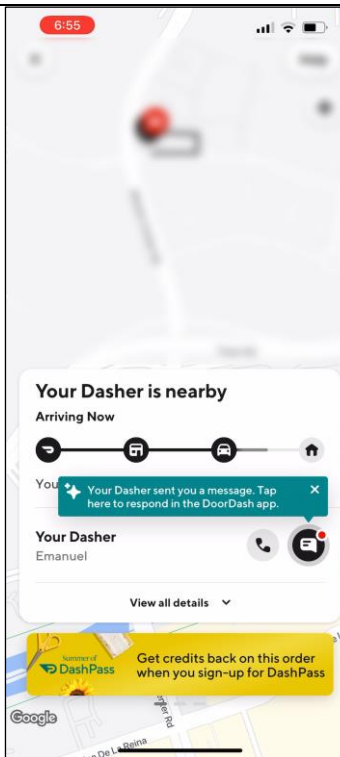 6:55
Your Dasher is nearby
Arriving Now
You
Your Dasher sent you a message. Tap
here to respond in the DoorDash app.
Your Dasher
Emanuel
View all details
Summer of
DashPass
Get credits back on this order
when you sign-up for DashPass
Google
De La Reina